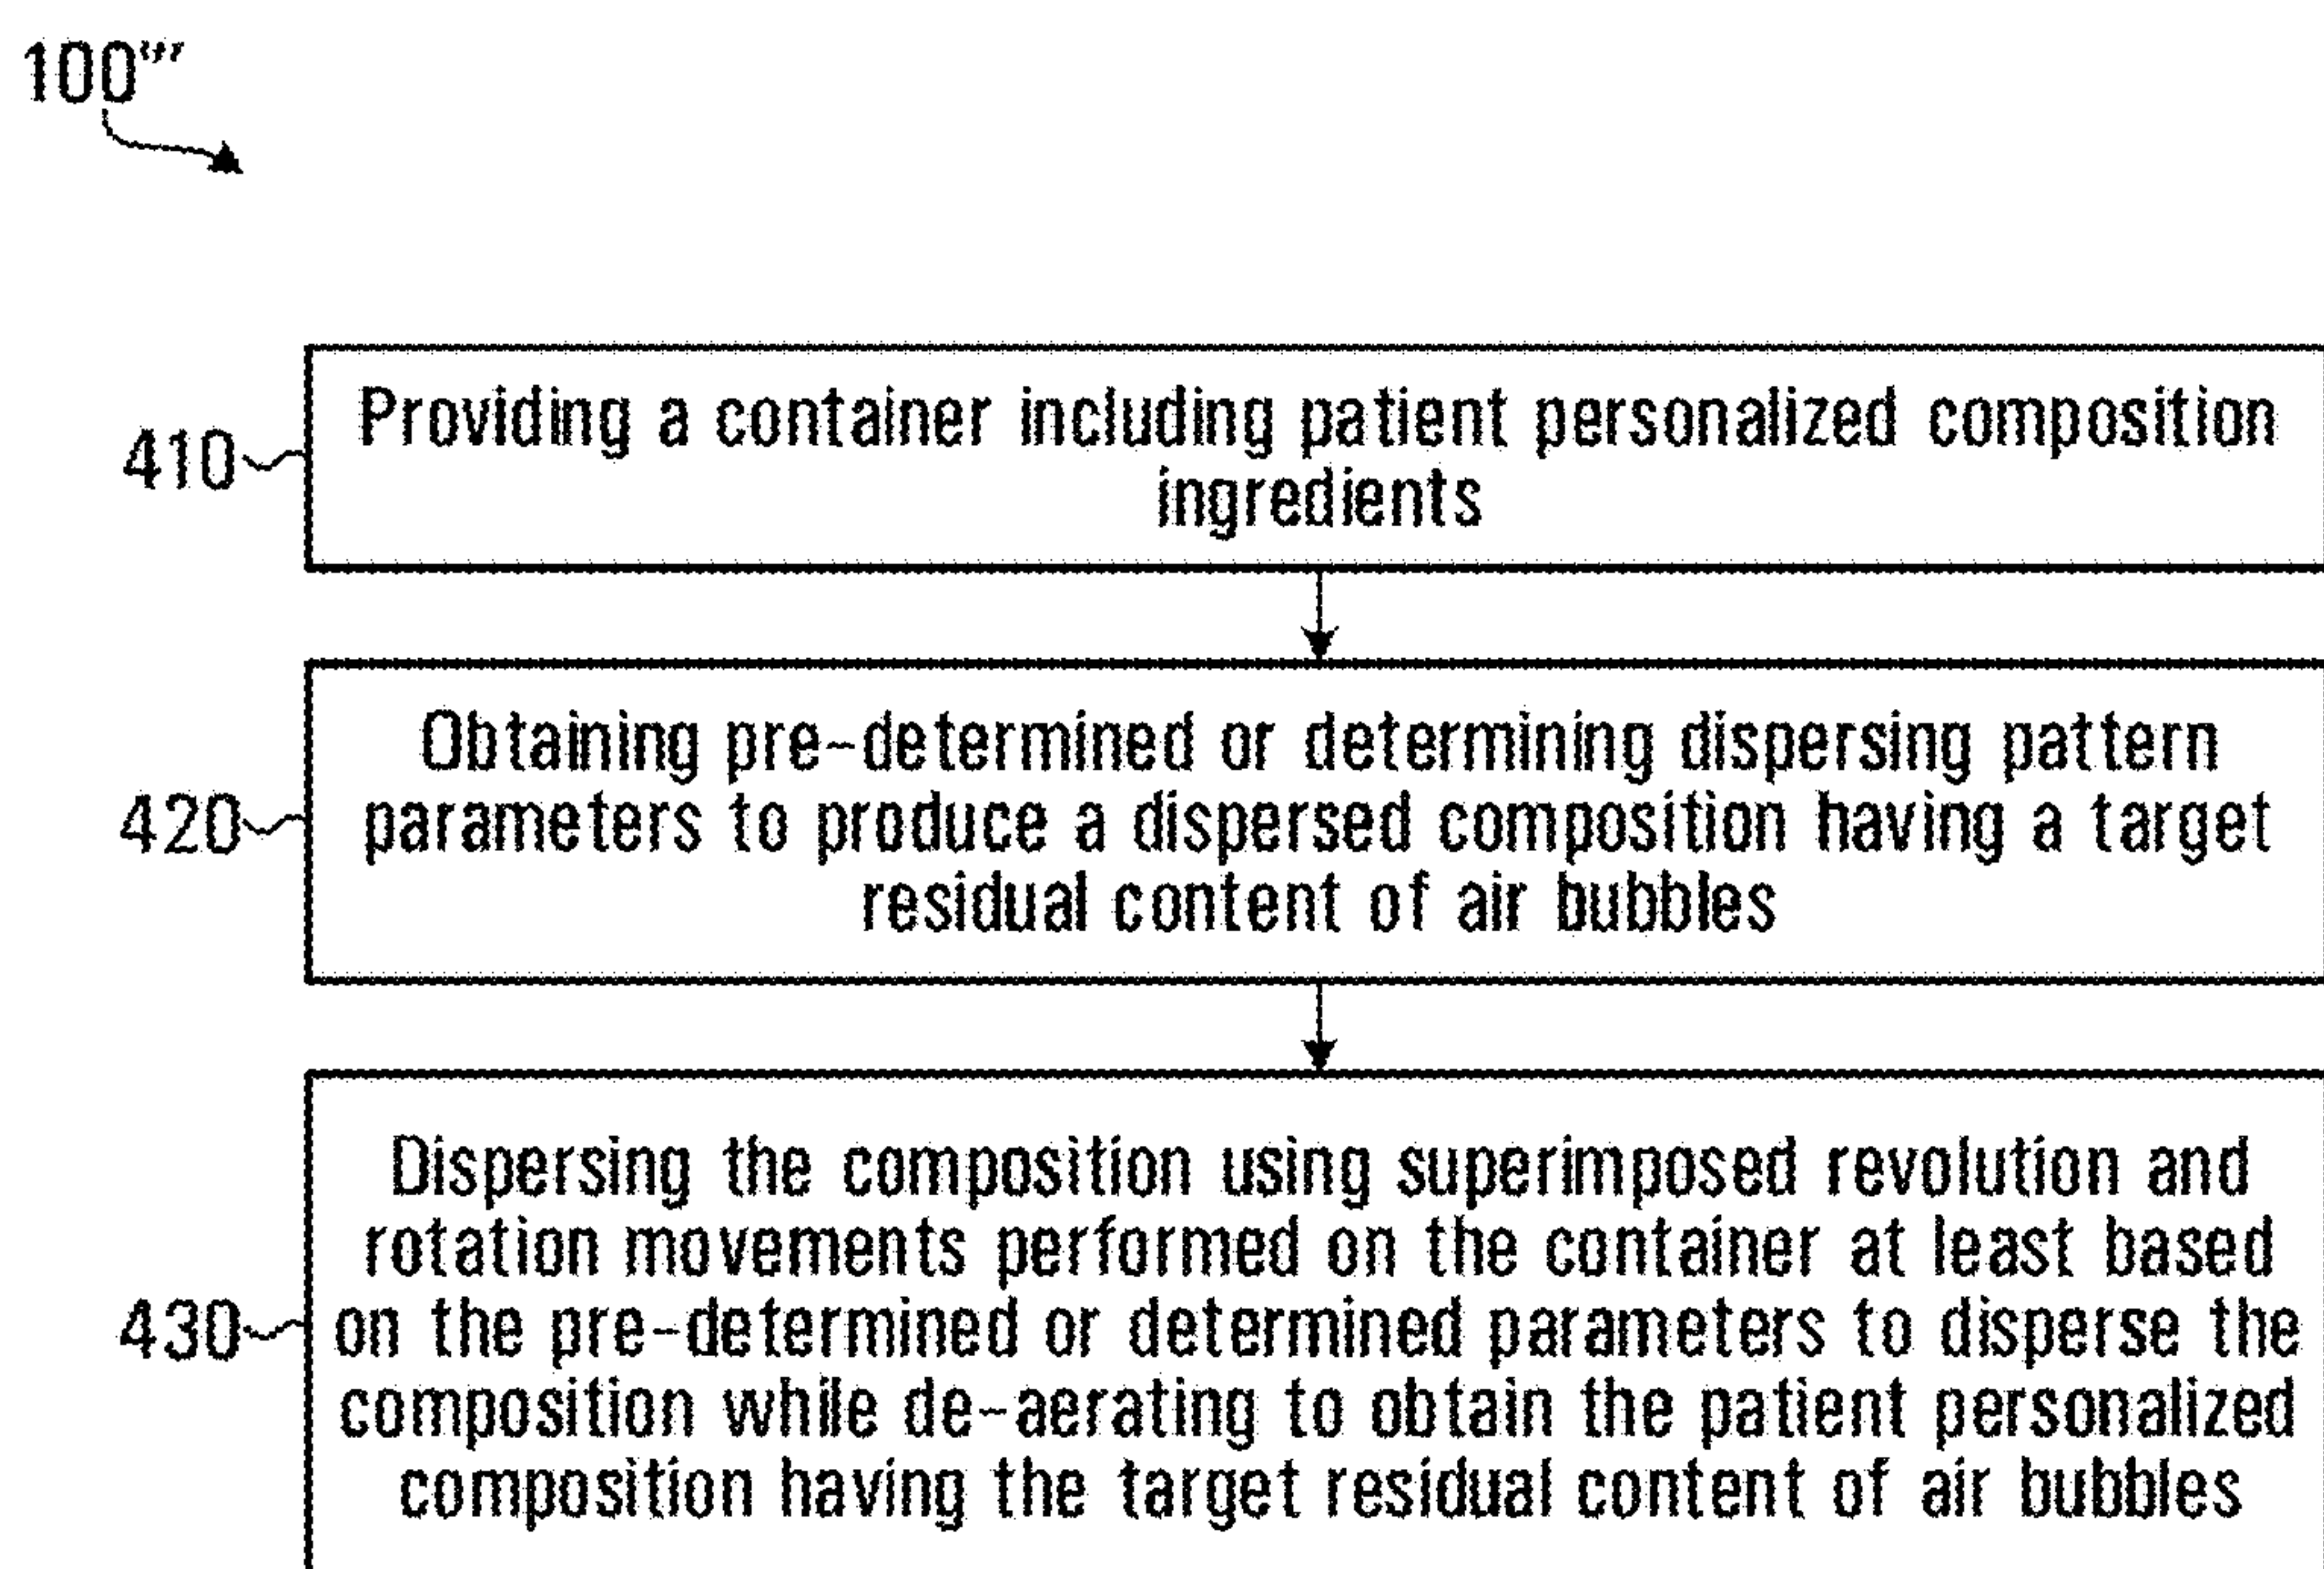 100'''
410
Providing a container including patient personalized composition
ingredients
420
Obtaining pre-determined or determining dispersing pattern
parameters to produce a dispersed composition having a target
residual content of air bubbles
430
Dispersing the composition using superimposed revolution and
rotation movements performed on the container at least based
on the pre-determined or determined parameters to disperse the
composition while de-aerating to obtain the patient personalized
composition having the target residual content of air bubbles